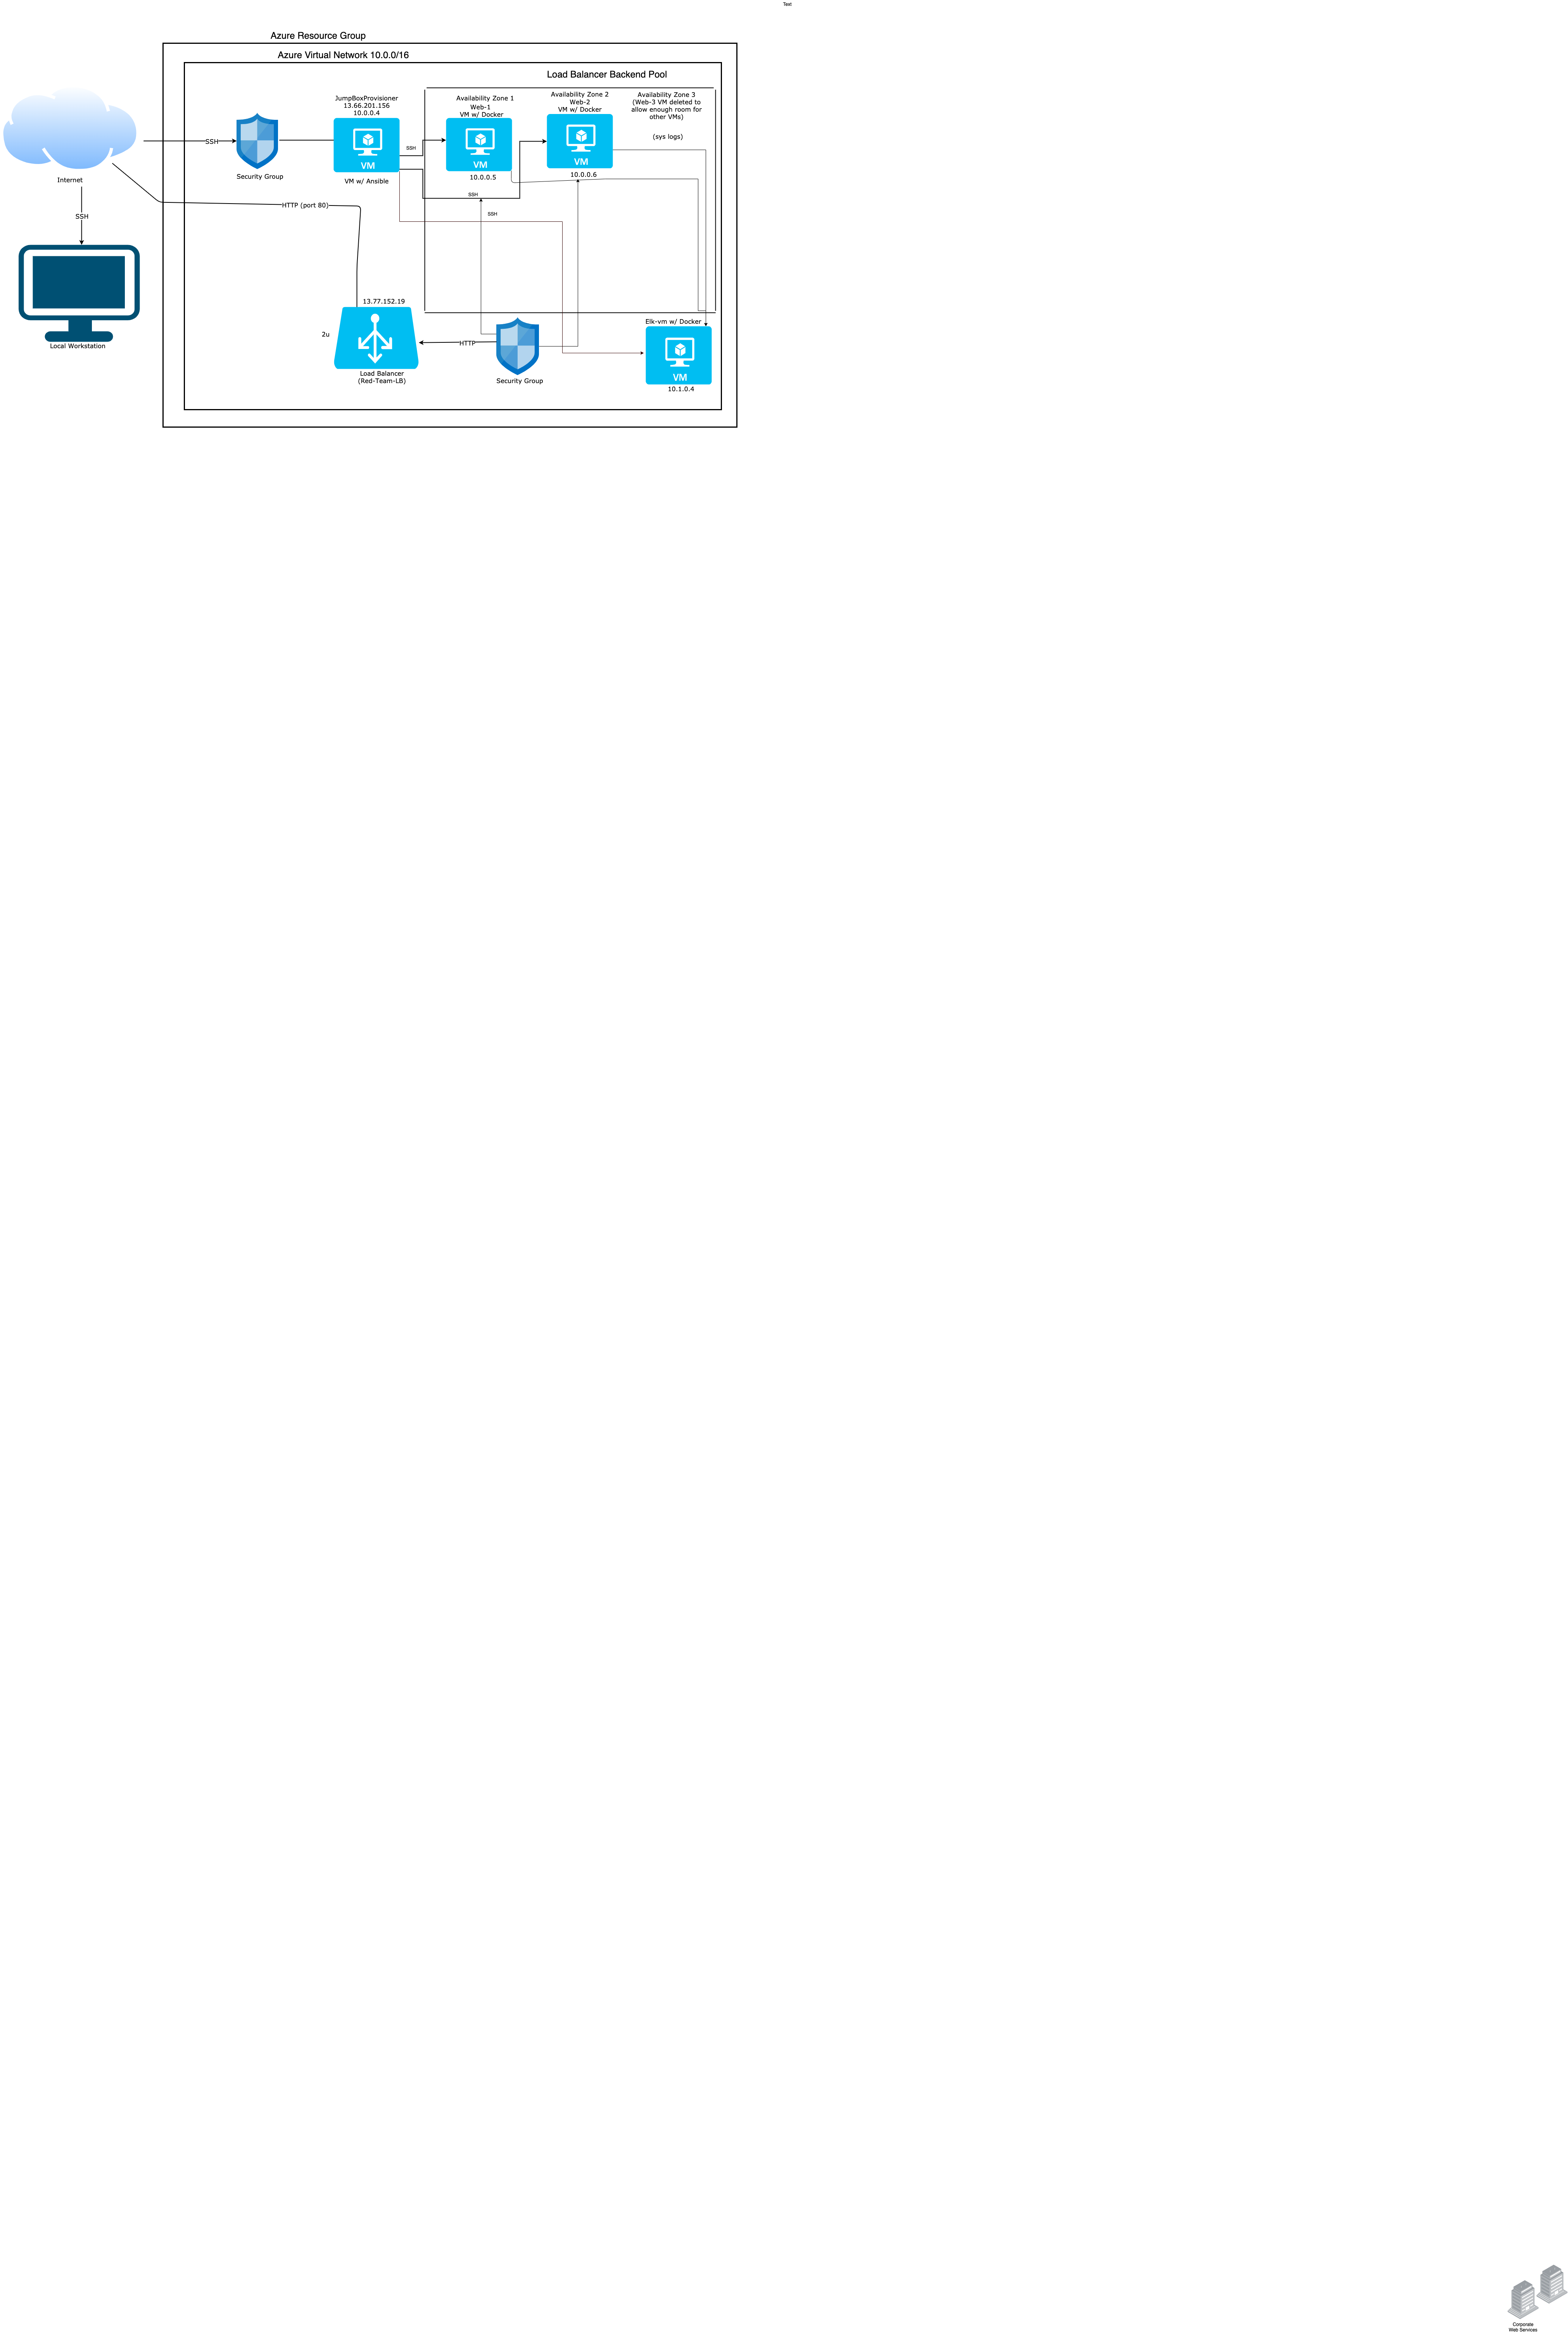 Text
Azure Resource Group
Azure Virtual Network 10.0.0/16
Load Balancer Backend Pool
JumpBoxProvisioner
13.66.201.156
10.0.0.4
VM
VM w/ Ansible
Availability Zone 1
Web-1
VM w/ Docker
VM
10.0.0.5
Availability Zone 2
Web-2
VM w/ Docker
VM
10.0.0.6
Availability Zone 3
(Web-3 VM deleted to
allow enough room for
other VMs)
(sys logs)
SSH
Security Group
SSH
SSH
SSH
Internet
SSH
HTTP (port 80)
Local Workstation
13.77.152.19
2u
Load Balancer
(Red-Team-LB)
HTTP
Security Group
Elk-vm w/ Docker
VM
10.1.0.4
Corporate
Web Services